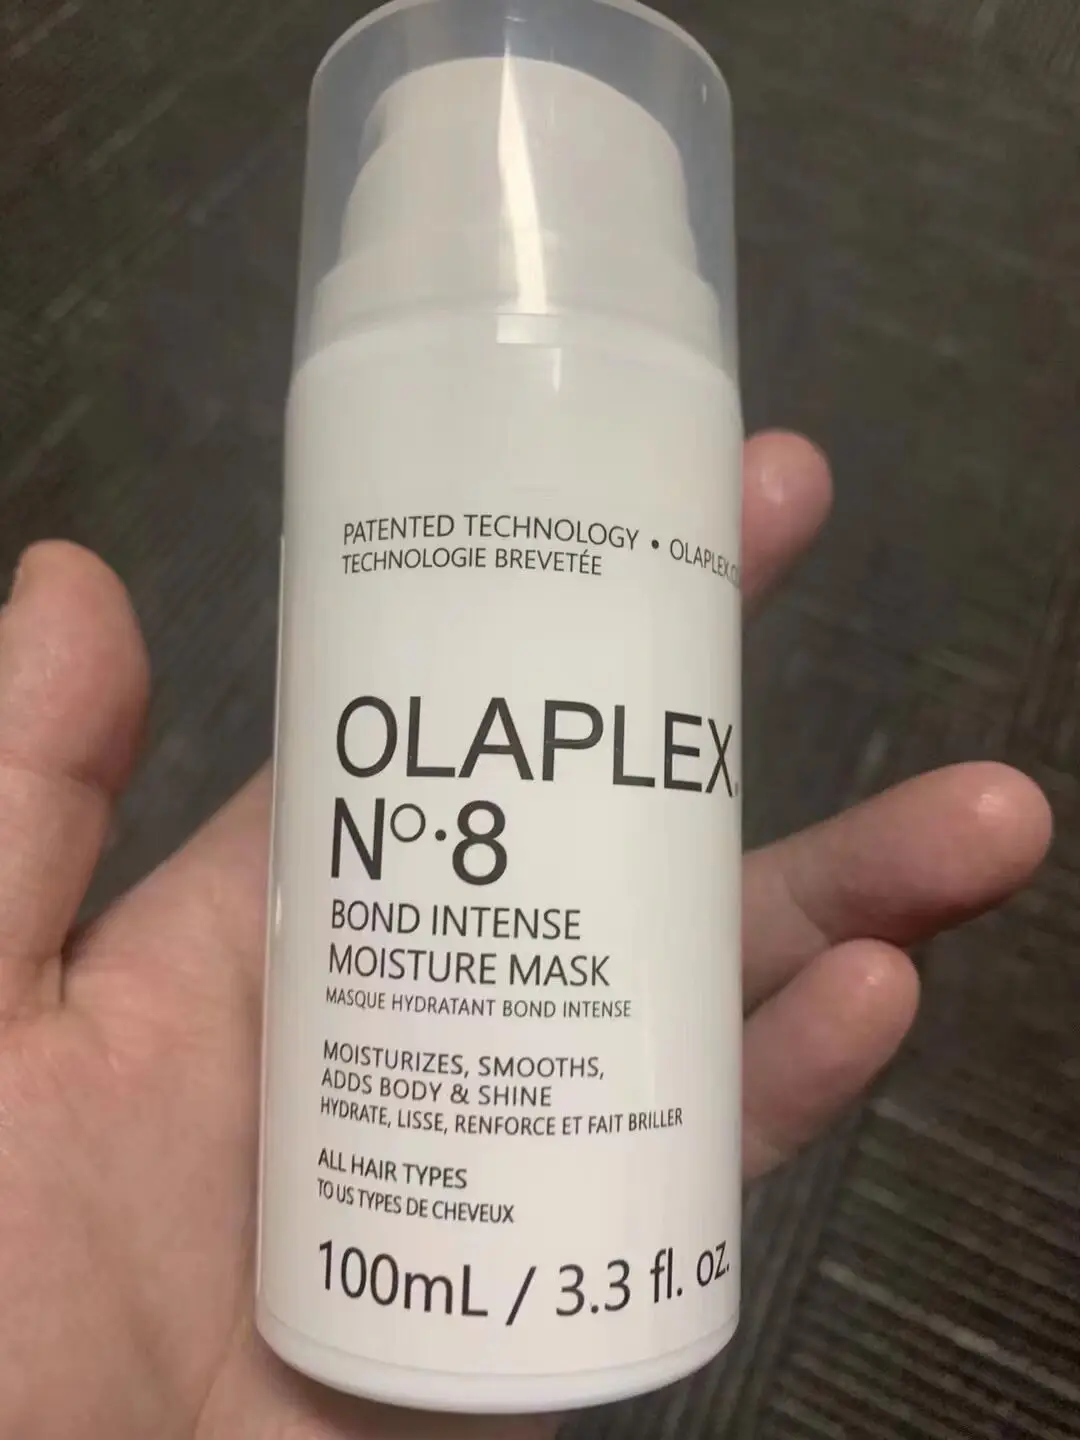 PATENTED TECHNOLOGY • OLAPLEX.
TECHNOLOGIE BREVETÉE
OLAPLEX.
Nº.8
BOND INTENSE
MOISTURE MASK
MASQUE HYDRATANT BOND INTENSE
MOISTURIZES, SMOOTHS,
ADDS BODY & SHINE
HYDRATE, LISSE, RENFORCE ET FAIT BRILLER
ALL HAIR TYPES
TO US TYPES DE CHEVEUX
100mL / 3.3 fl. oz.